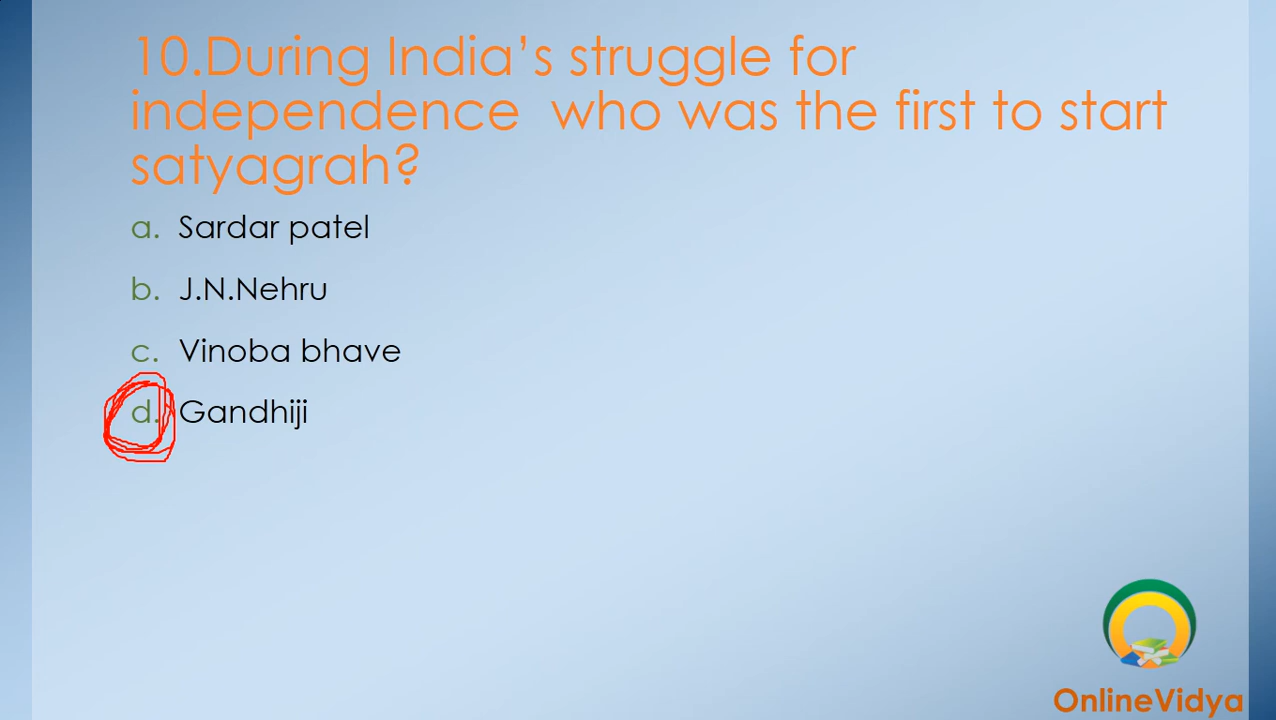 10.During India’s struggle for
independence  who was the first to start
satyagrah?
a. Sardar patel
b. J.N.Nehru
c. Vinoba bhave
d. Gandhiji
OnlineVidya